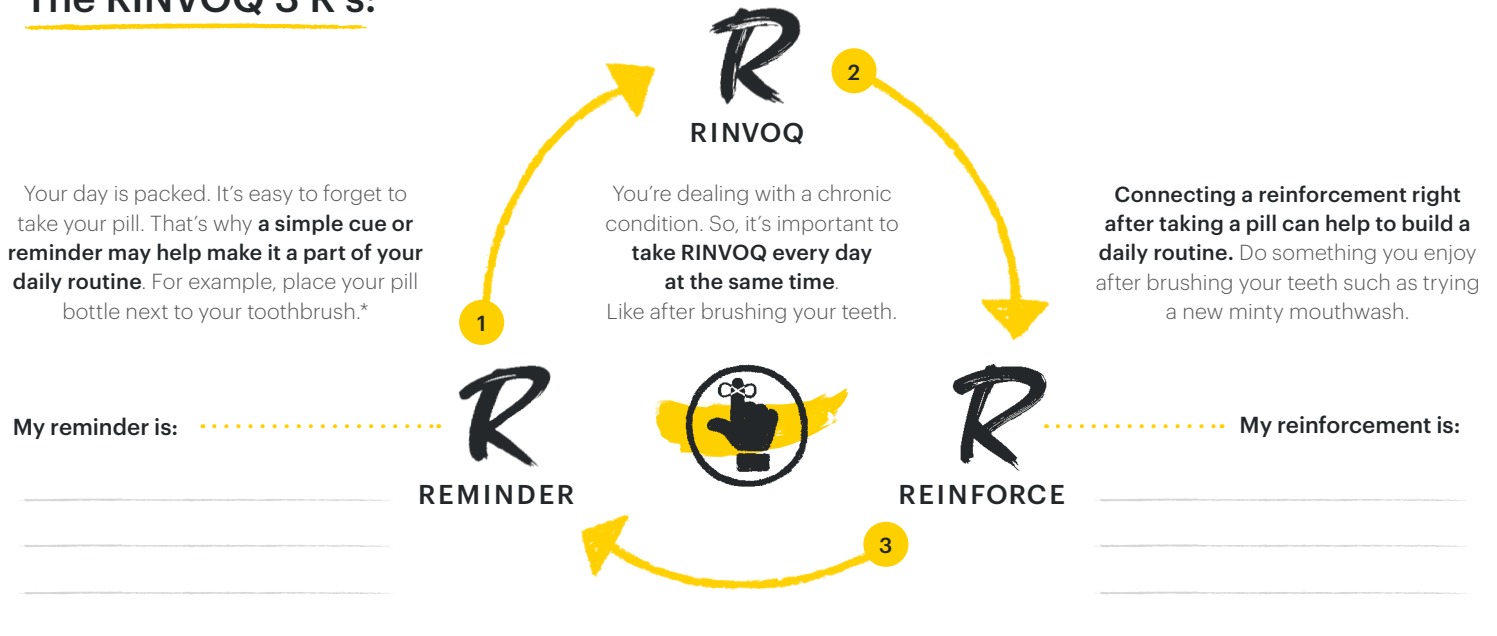 The RINVOQ 3 R's:
R
RINVOQ
2
Your day is packed. It's easy to forget to
take your pill. That's why a simple cue or
reminder may help make it a part of your
daily routine. For example, place your pill
bottle next to your toothbrush.*
1
You're dealing with a chronic
condition. So, it's important to
take RINVOQ every day
at the same time.
Like after brushing your teeth.
Connecting a reinforcement right
after taking a pill can help to build a
daily routine. Do something you enjoy
after brushing your teeth such as trying
a new minty mouthwash.
My reminder is:
R
REMINDER
R
REINFORCE
My reinforcement is:
3